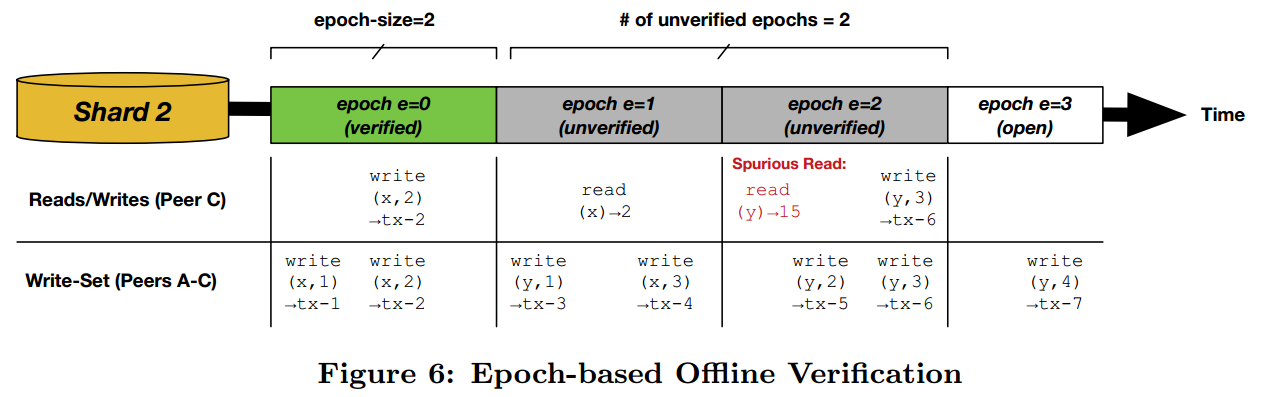 epoch-size=2
# of unverified epochs = 2
Shard 2
epoch e=0
(verified)
epoch e=1
(unverified)
epoch e=2
(unverified)
epoch e=3
(open)
Time
Reads/Writes (Peer C)
write
(x,2)
→tx-2
read
(x)→2
Spurious Read:
read
(y)→15
write
(y,3)
→tx-6
Write-Set (Peers A-C)
write
(x,1)
→tx-1
write
(x,2)
→tx-2
write
(y,1)
→tx-3
write
(x,3)
→tx-4
write
(y,2)
→tx-5
write
(y,3)
→tx-6
write
(y,4)
→tx-7
Figure 6: Epoch-based Offline Verification